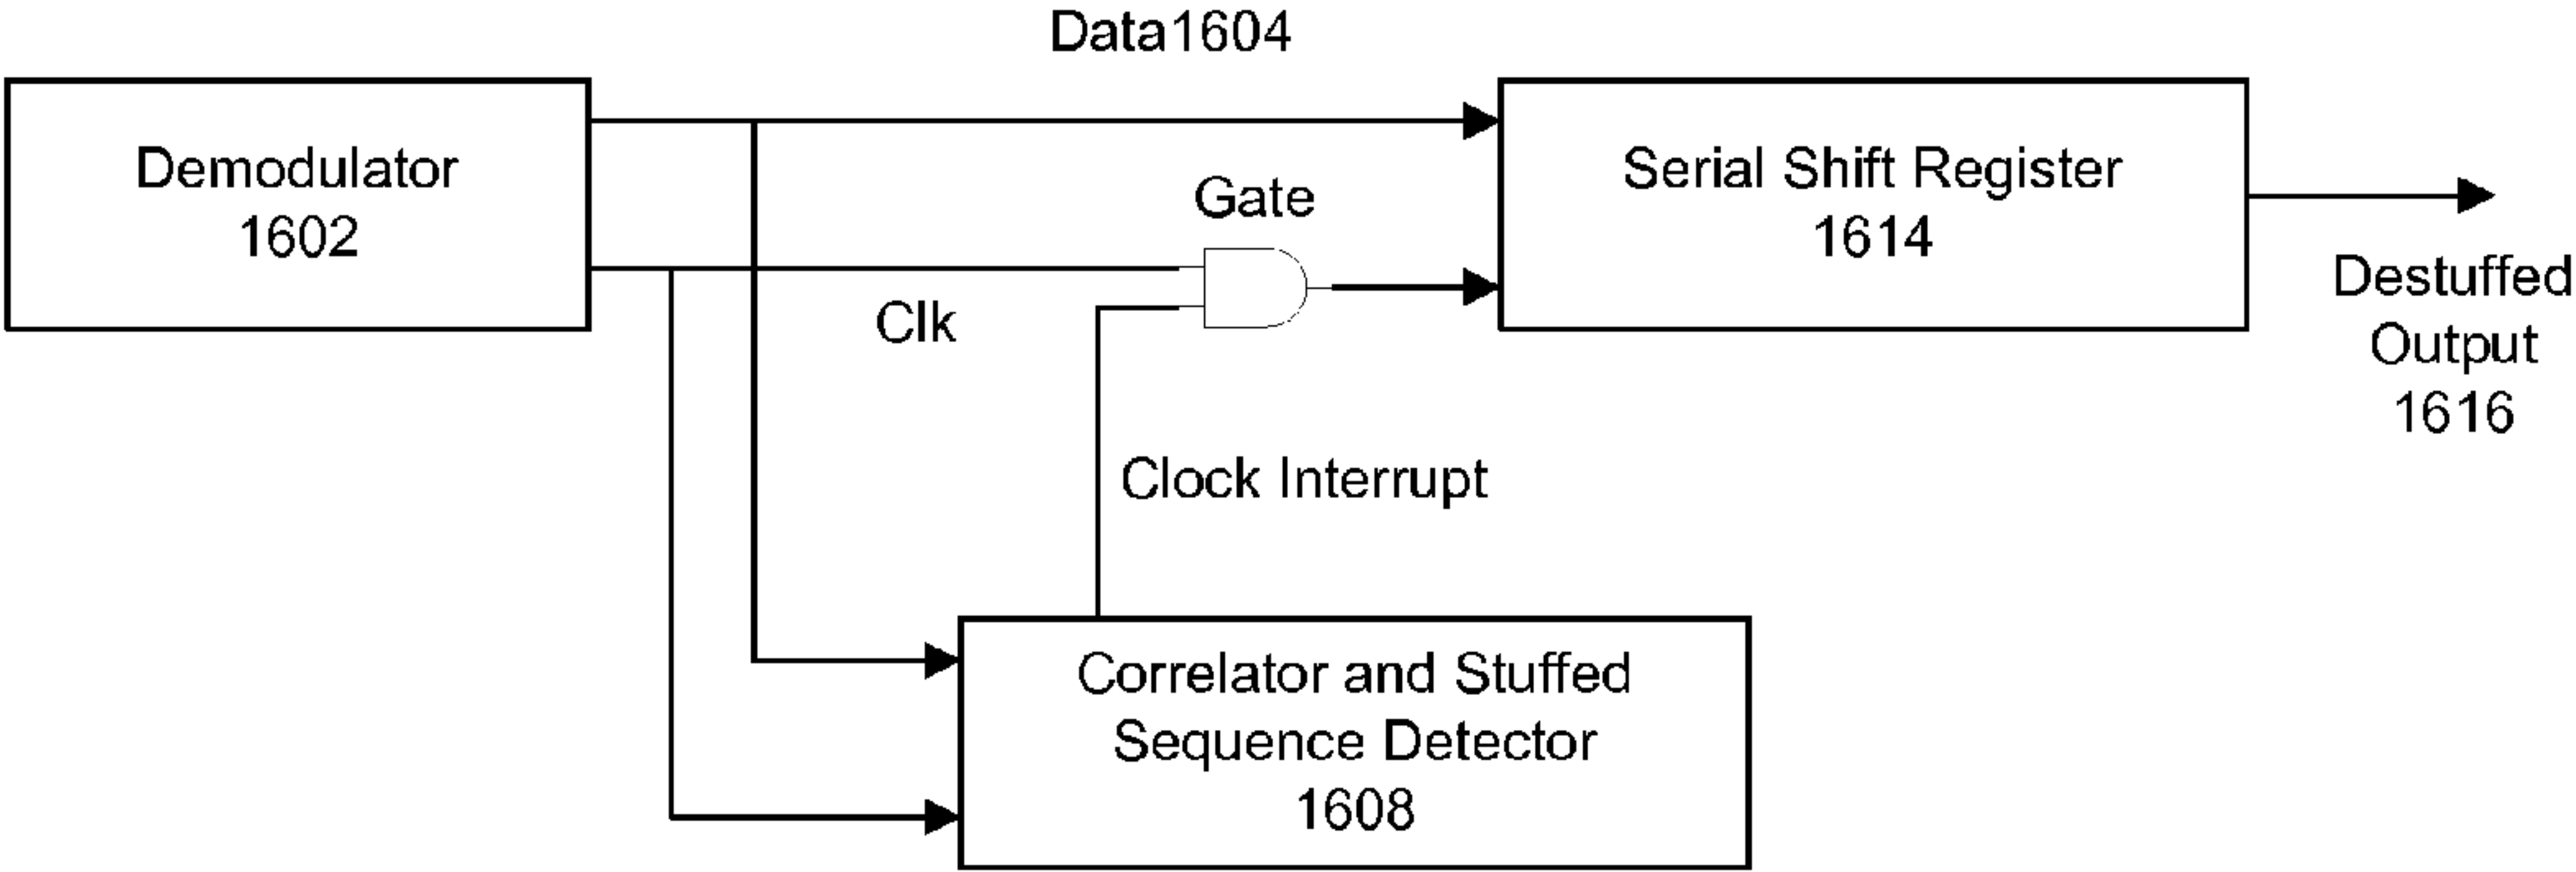 Data1604
Demodulator
1602
Serial Shift Register
1614
Gate
Clk
Destuffed
Output
1616
Clock Interrupt
Correlator and Stuffed
Sequence Detector
1608